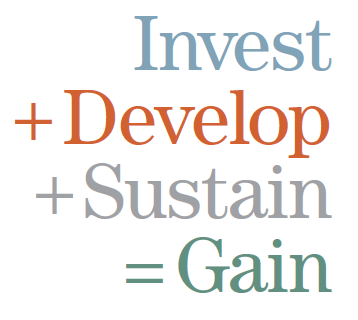 Invest
+ Develop
+ Sustain
= Gain